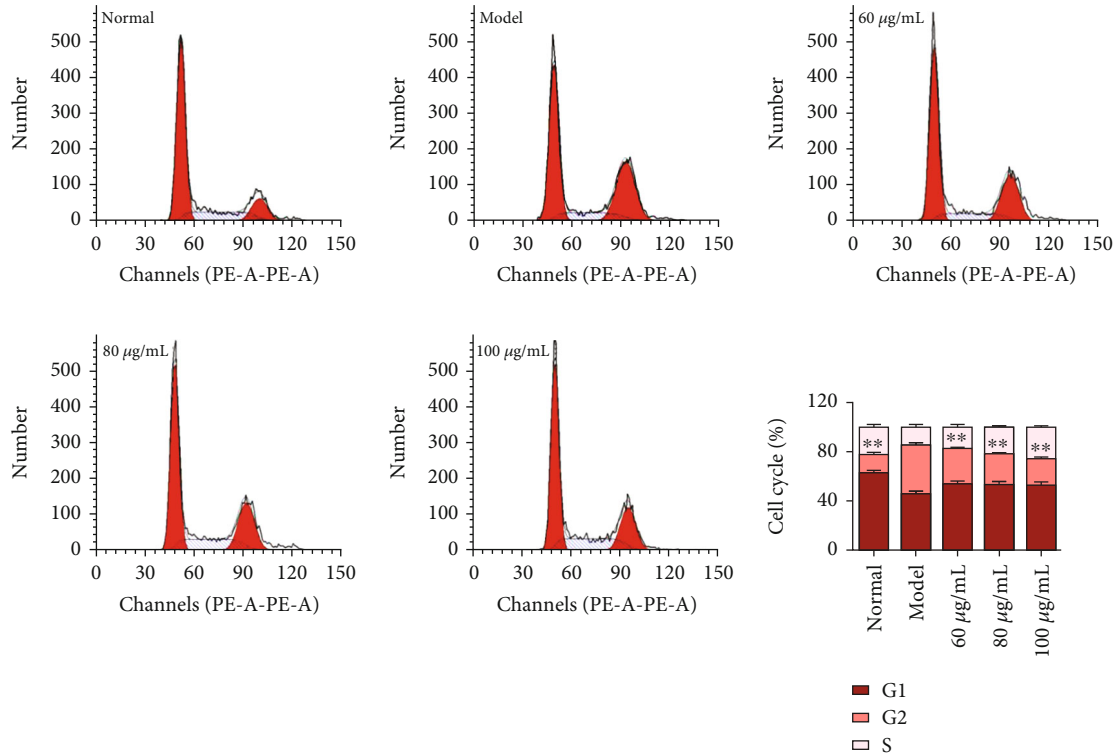 Normal
500
400
300
200
100
0
Number
0 30 60 90 120 150
Channels (PE-A-PE-A)
Model
500
400
300
200
100
0
Number
0 30 60 90 120 150
Channels (PE-A-PE-A)
60 μg/mL
500
400
300
200
100
0
Number
0 30 60 90 120 150
Channels (PE-A-PE-A)
80 μg/mL
500
400
300
200
100
0
Number
0 30 60 90 120 150
Channels (PE-A-PE-A)
100 μg/mL
500
400
300
200
100
0
Number
0 30 60 90 120 150
Channels (PE-A-PE-A)
120
80
40
0
Cell cycle (%)
** ** ** **
Normal
Model
60 μg/mL
80 μg/mL
100 μg/mL
G1
G2
S